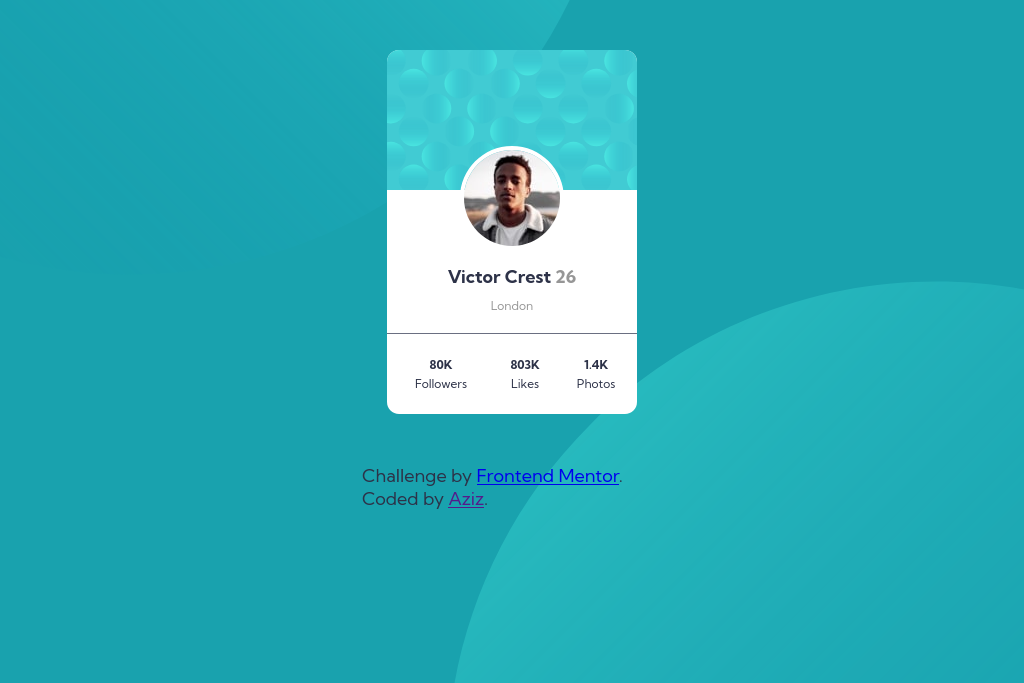 Victor Crest 26
London
80K 803K 1.4K
Followers Likes Photos
Challenge by Frontend Mentor.
Coded by Aziz.